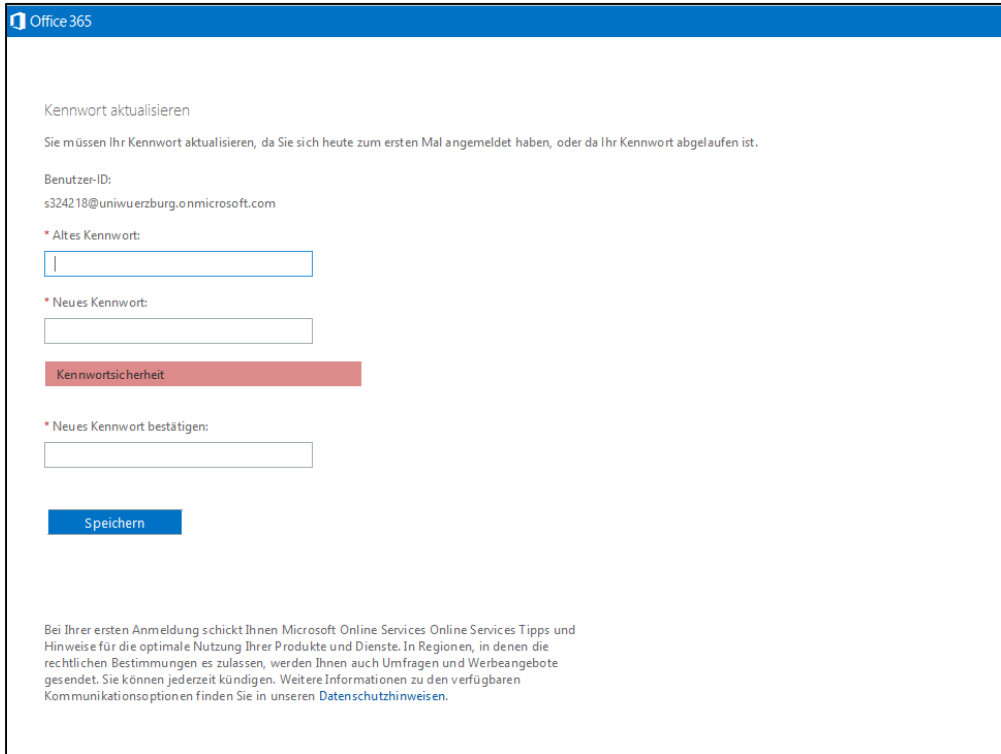 Office 365
Kennwort aktualisieren
Sie müssen Ihr Kennwort aktualisieren, da Sie sich heute zum ersten Mal angemeldet haben, oder da Ihr Kennwort abgelaufen ist.
Benutzer-ID:
s324218@uniwuerzburg.onmicrosoft.com
* Altes Kennwort:
* Neues Kennwort:
Kennwortsicherheit
* Neues Kennwort bestätigen:
Speichern
Bei Ihrer ersten Anmeldung schickt Ihnen Microsoft Online Services Online Services Tipps und
Hinweise für die optimale Nutzung Ihrer Produkte und Dienste. In Regionen, in denen die
rechtlichen Bestimmungen es zulassen, werden Ihnen auch Umfragen und Werbeangebote
gesendet. Sie können jederzeit kündigen. Weitere Informationen zu den verfügbaren
Kommunikationsoptionen finden Sie in unseren Datenschutzhinweisen.